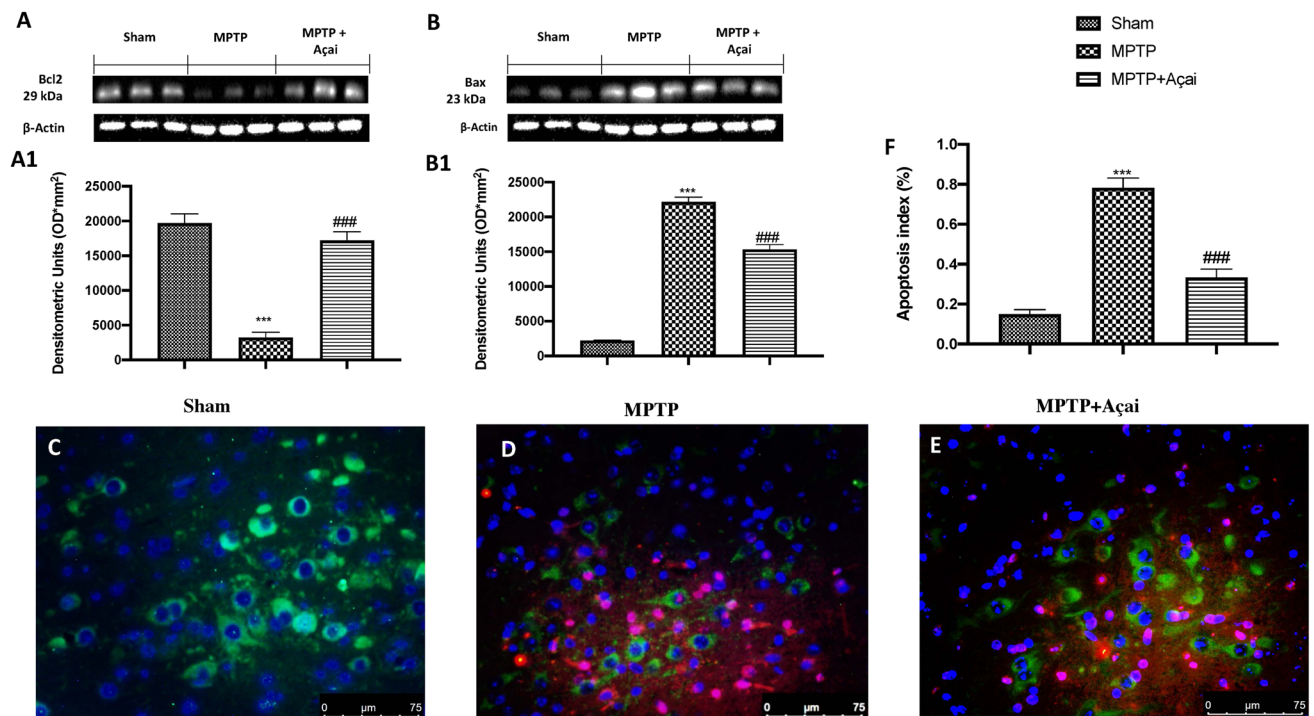 A
Sham
MPTP
MPTP +
Açai
Bcl2
29 kDa
β-Actin
B
Sham
MPTP
MPTP +
Açai
Bax
23 kDa
β-Actin
Sham
MPTP
MPTP+Açai
A1
Densitometric Units (OD*mm²)
25000
20000
15000
10000
5000
0
***
###
B1
Densitometric Units (OD*mm²)
25000
20000
15000
10000
5000
0
***
###
F
Apoptosis index (%)
1.0
0.8
0.6
0.4
0.2
0.0
***
###
Sham
MPTP
MPTP+Açai
C
0 µm 75
D
0 µm 75
E
0 µm 75